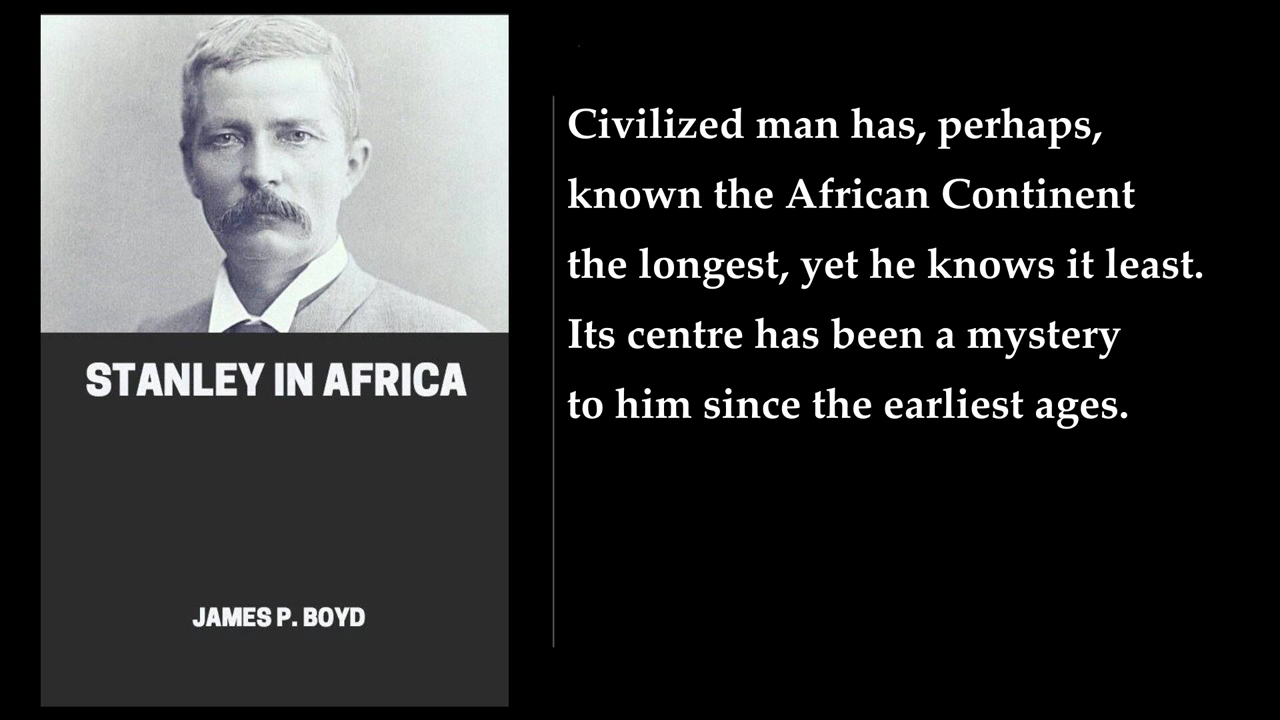 STANLEY IN AFRICA
JAMES P. BOYD
Civilized man has, perhaps,
known the African Continent
the longest, yet he knows it least.
Its centre has been a mystery
to him since the earliest ages.